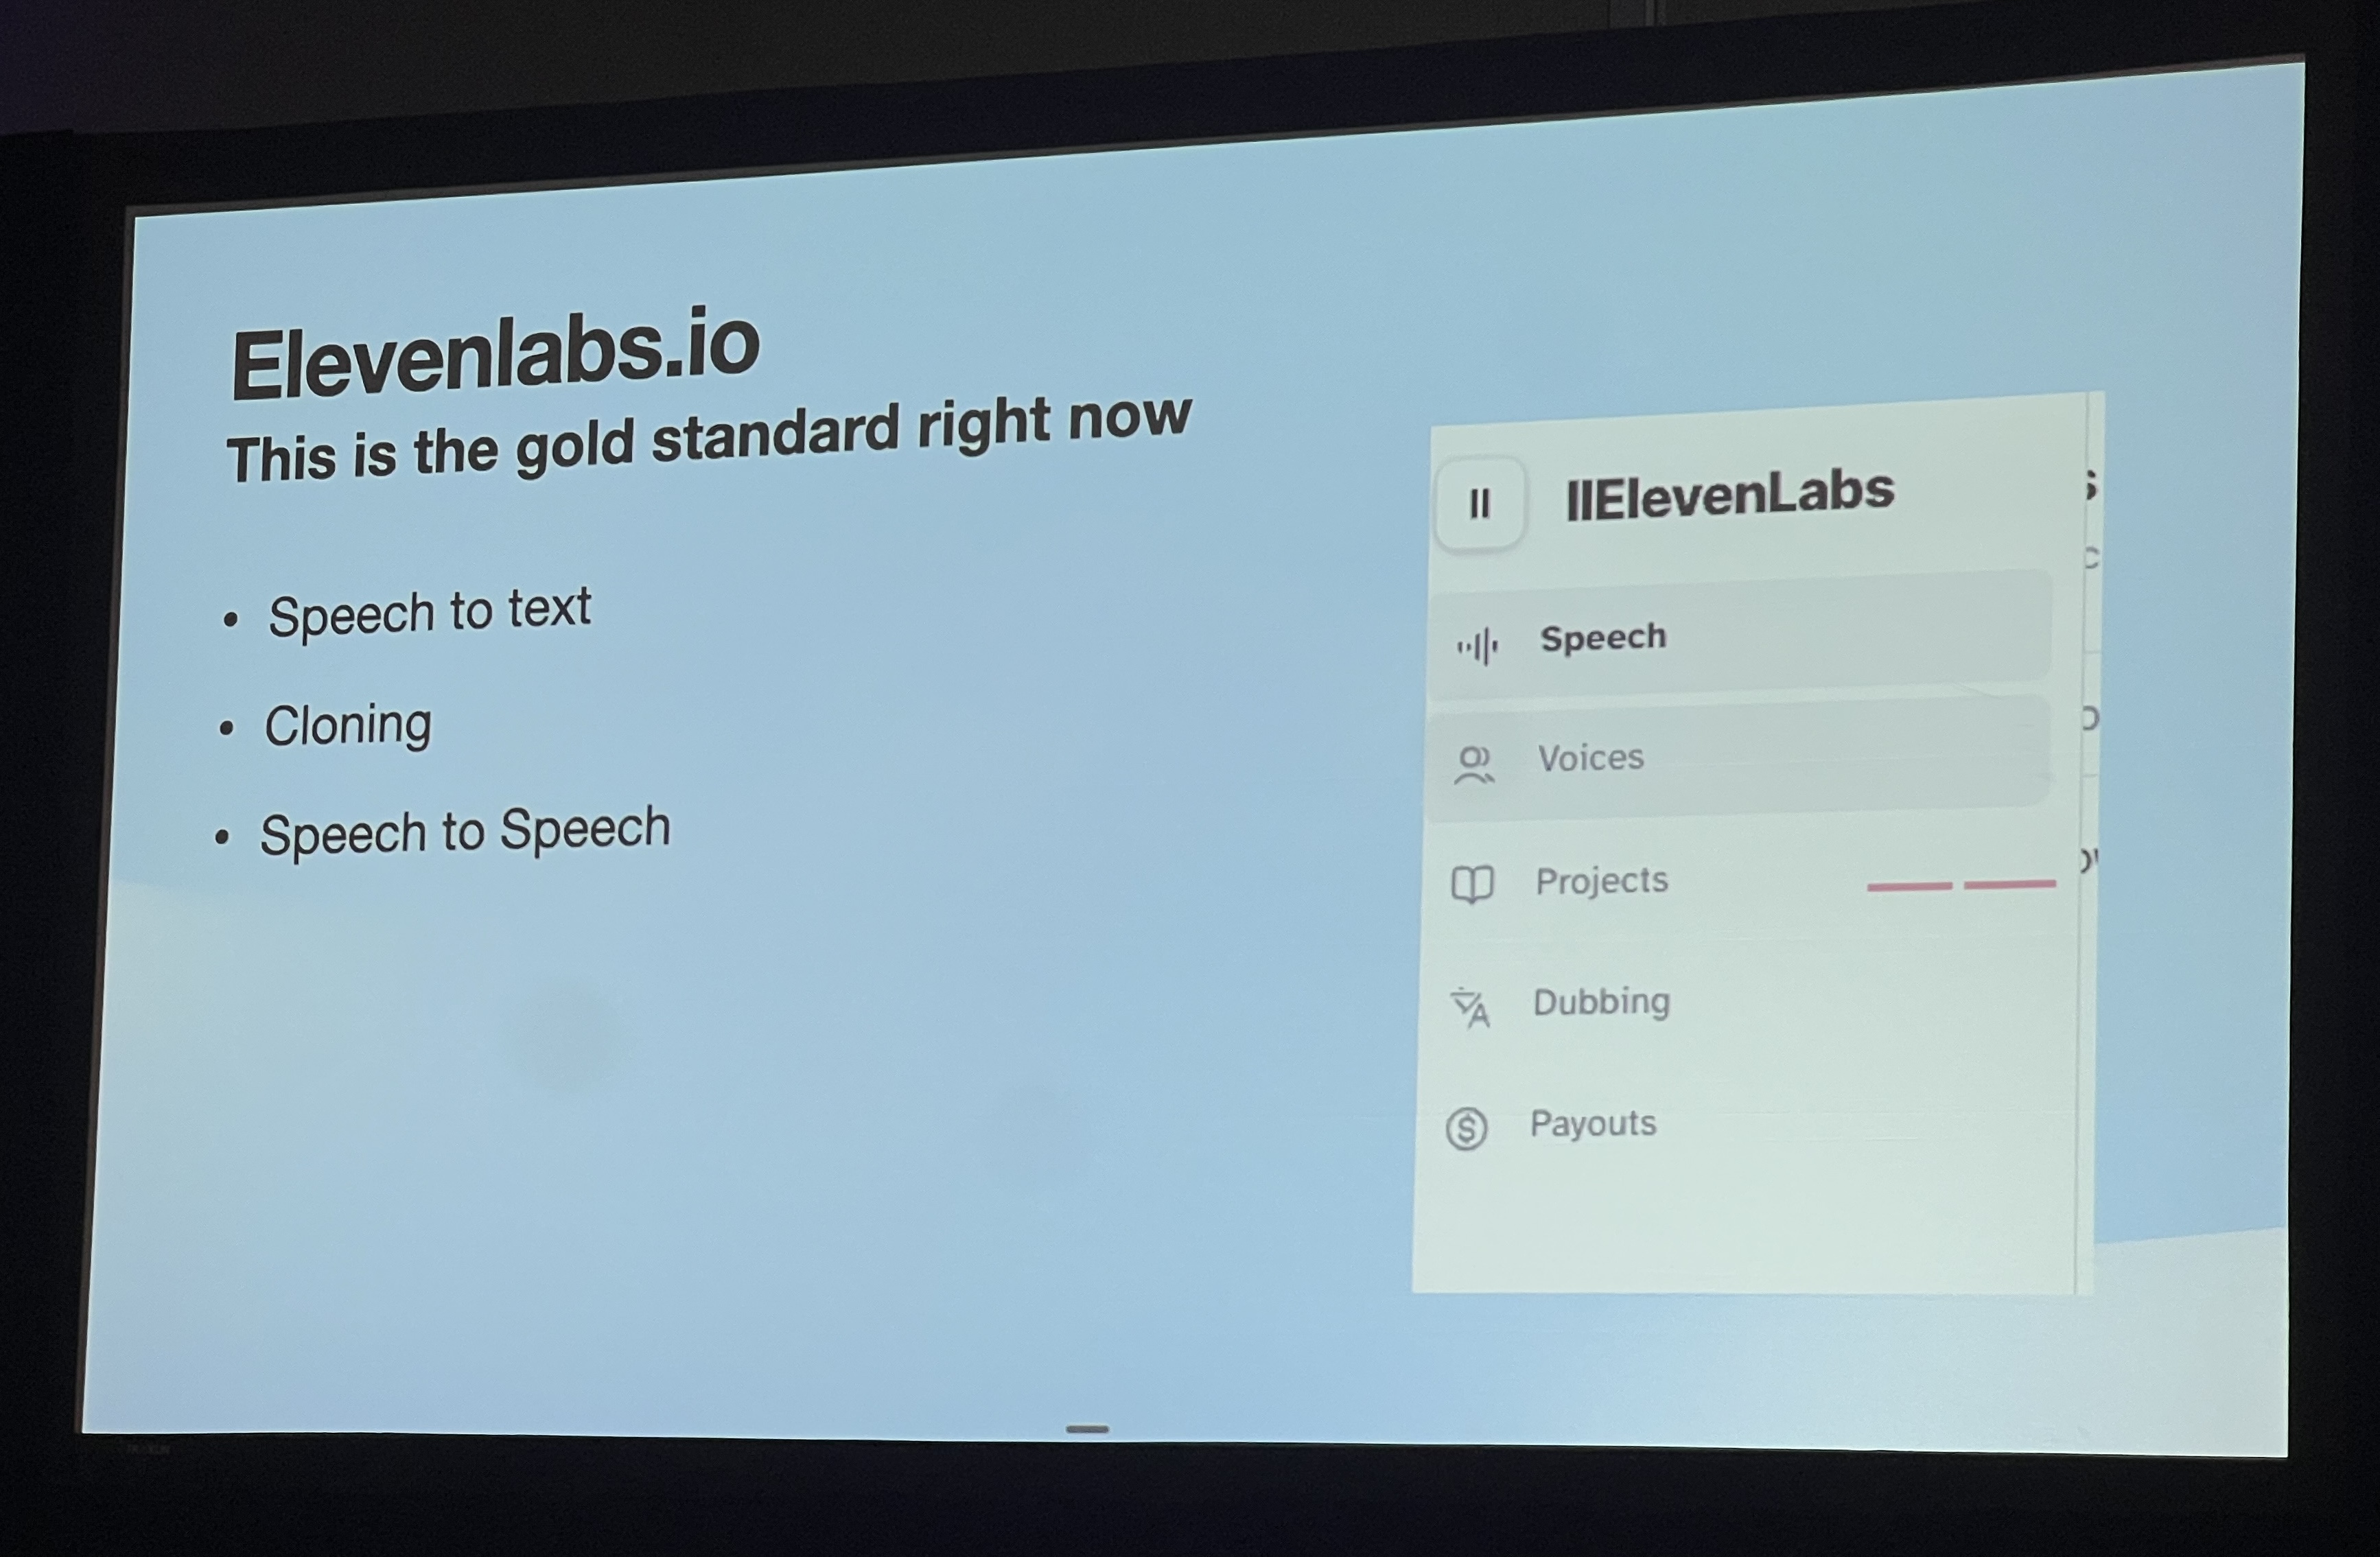 Elevenlabs.io
This is the gold standard right now
• Speech to text
• Cloning
• Speech to Speech
IIElevenLabs
Speech
Voices
Projects
Dubbing
Payouts